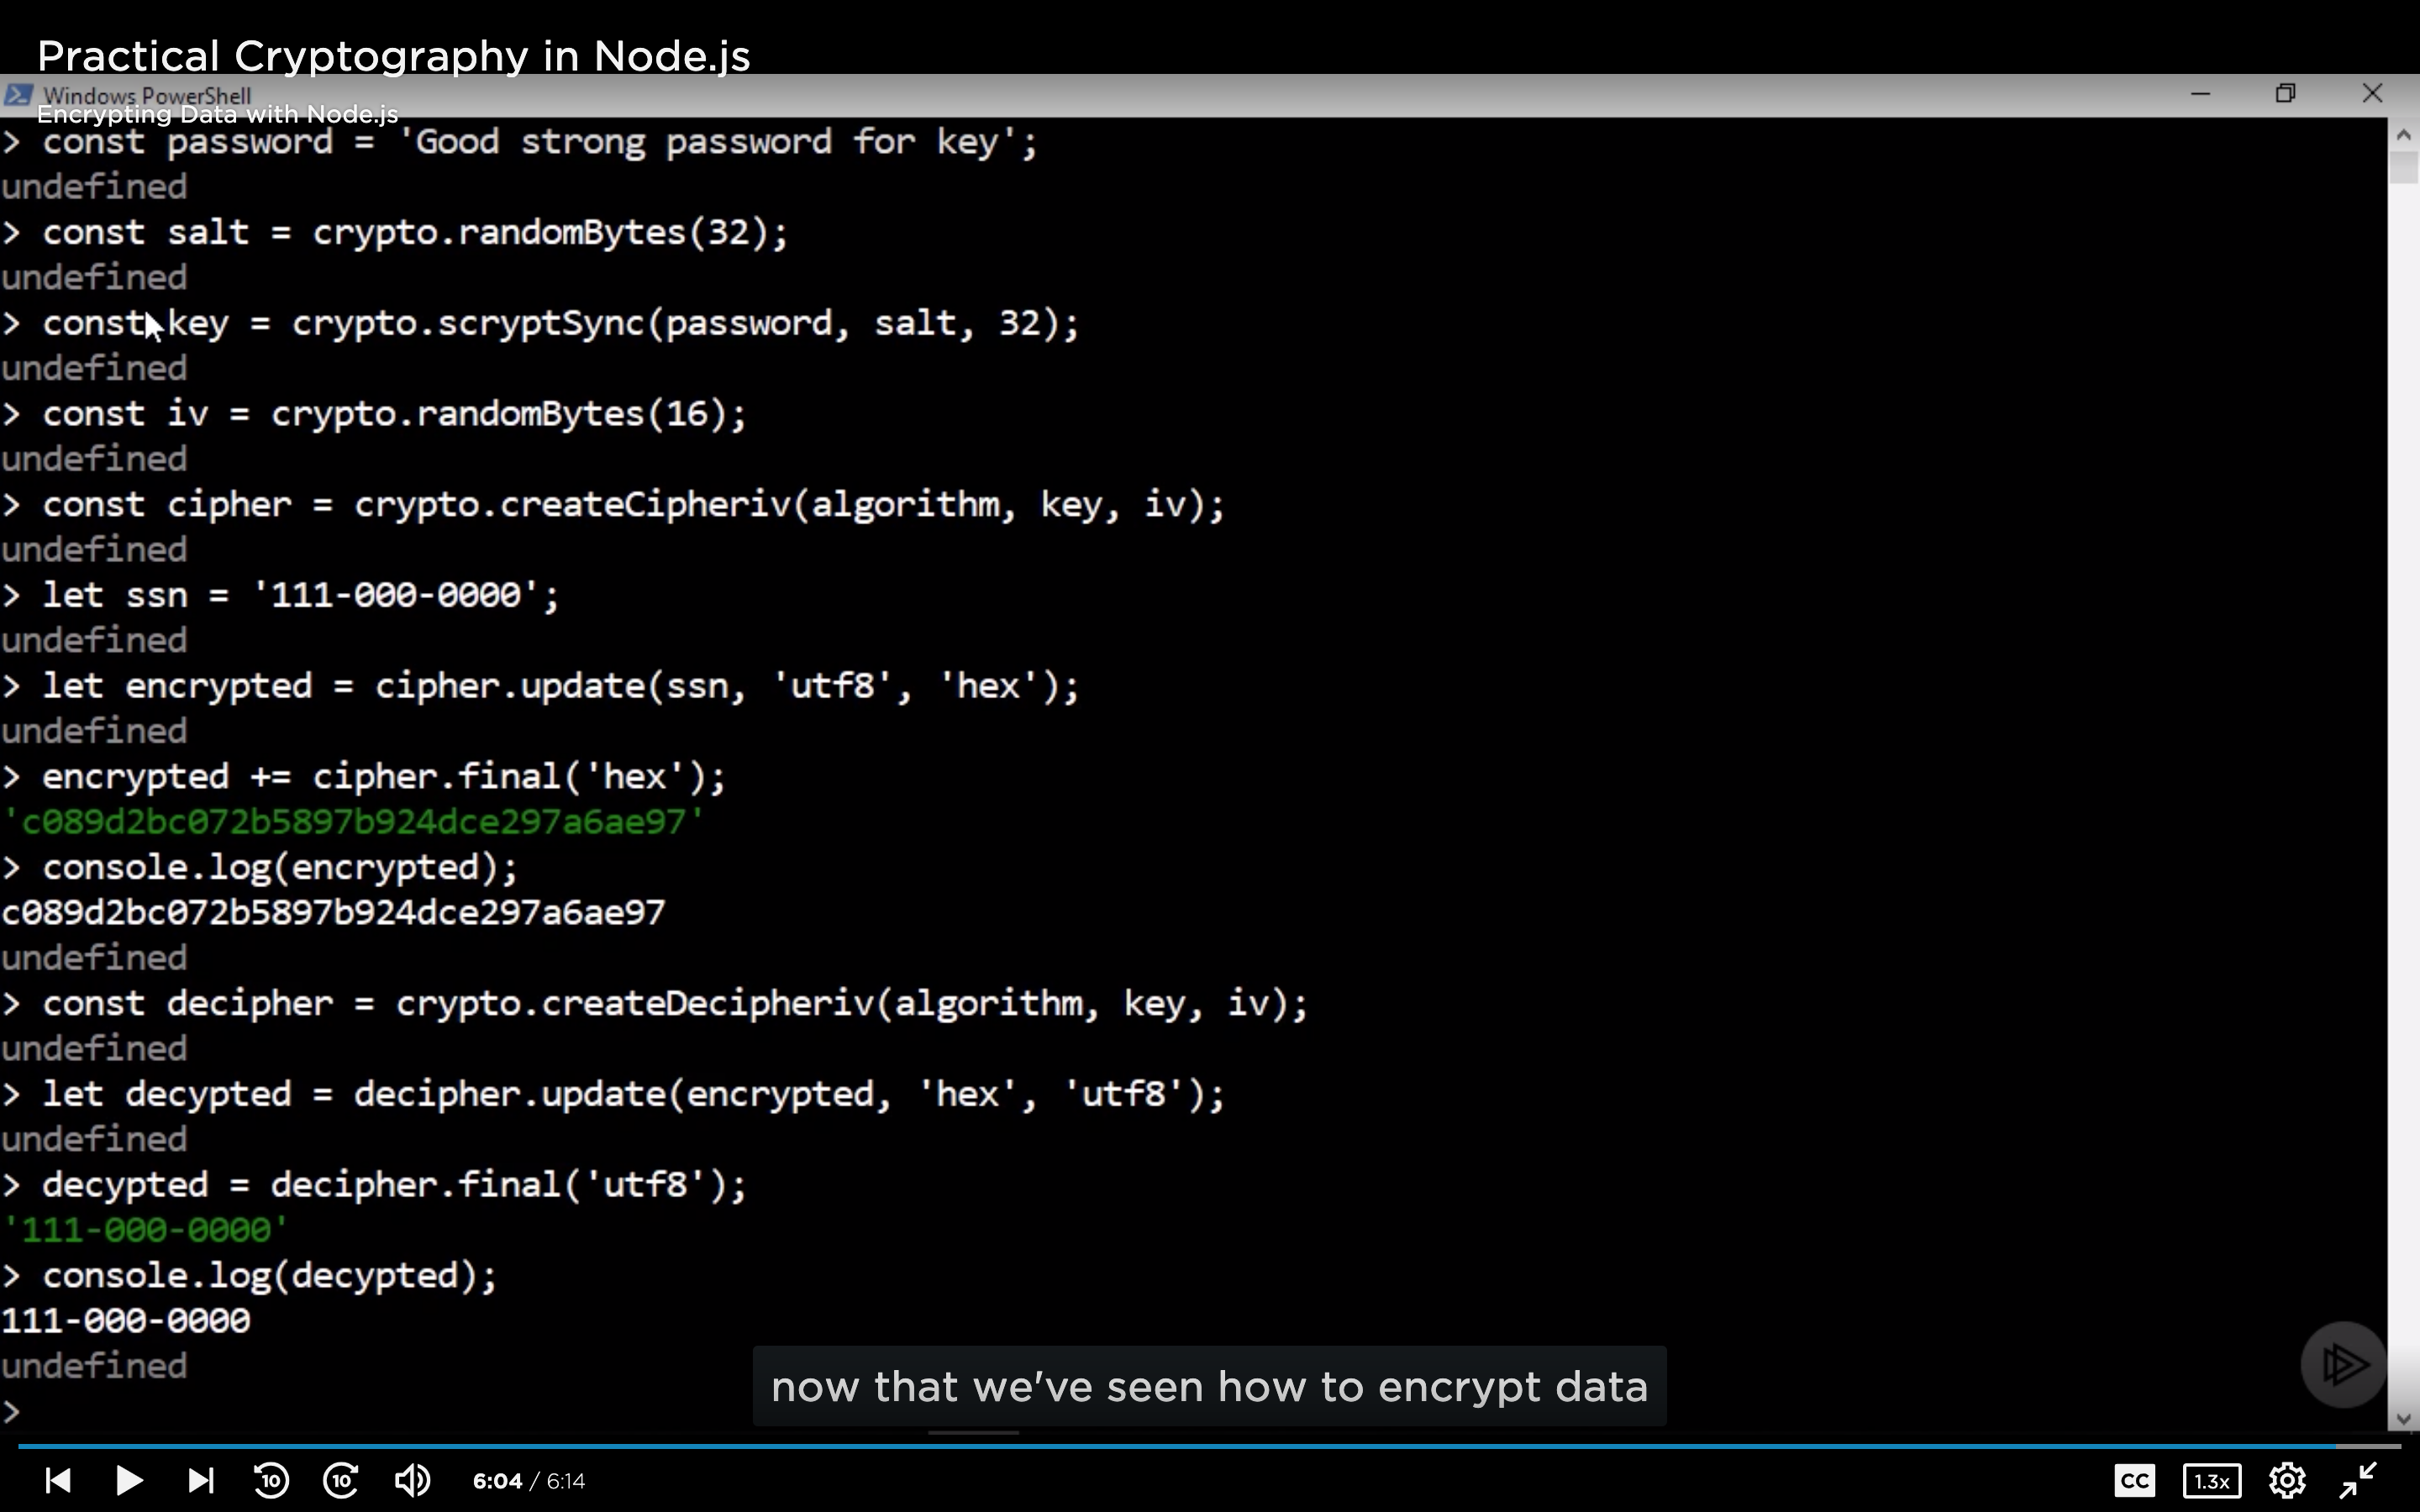 Practical Cryptography in Node.js
Windows PowerShell
Encrypting Data with Node.js
> const password = 'Good strong password for key';
undefined
> const salt = crypto.randomBytes(32);
undefined
> const key = crypto.scryptSync(password, salt, 32);
undefined
> const iv = crypto.randomBytes(16);
undefined
> const cipher = crypto.createCipheriv(algorithm, key, iv);
undefined
> let ssn = '111-000-0000';
undefined
> let encrypted = cipher.update(ssn, 'utf8', 'hex');
undefined
> encrypted += cipher.final('hex');
'c089d2bc072b5897b924dce297a6ae97'
> console.log(encrypted);
c089d2bc072b5897b924dce297a6ae97
undefined
> const decipher = crypto.createDecipheriv(algorithm, key, iv);
undefined
> let decypted = decipher.update(encrypted, 'hex', 'utf8');
undefined
> decypted = decipher.final('utf8');
'111-000-0000'
> console.log(decypted);
111-000-0000
undefined
>
now that we've seen how to encrypt data
10 10 6:04 / 6:14 CC 1.3x